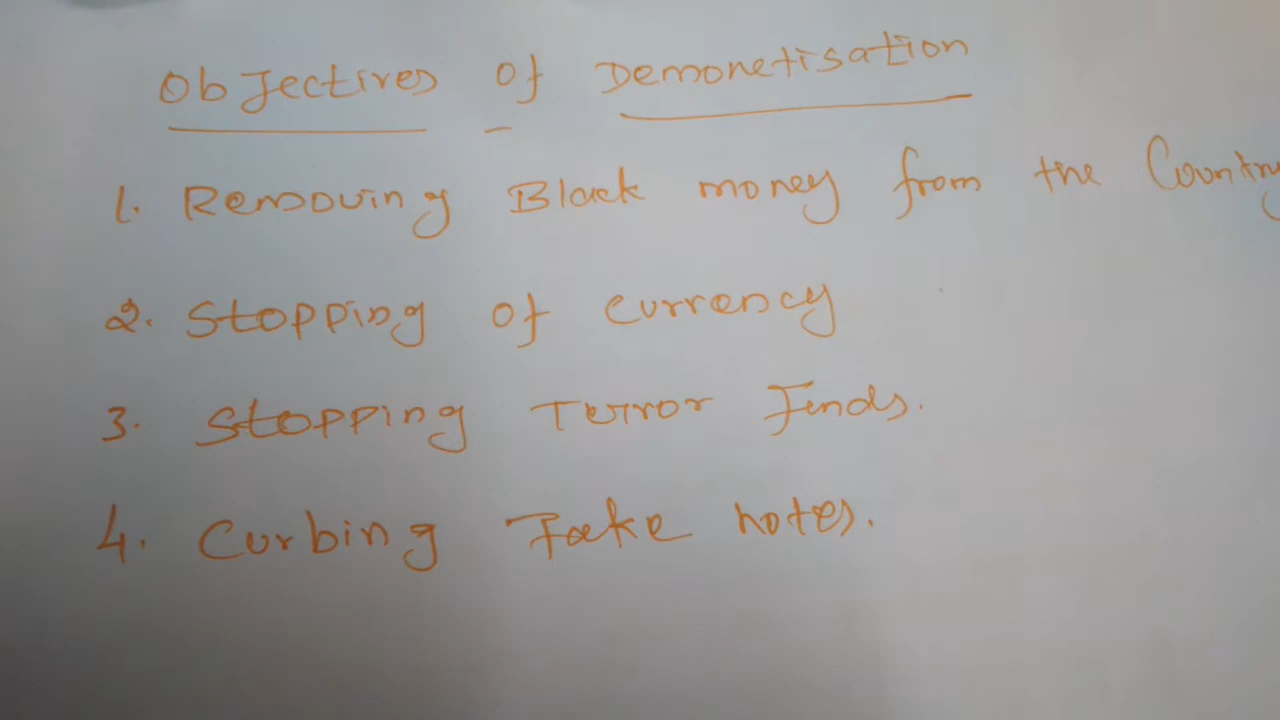 Objectives of Demonetisation
1. Removing Black money from the Country
2. Stopping of currency
3. Stopping Terror Funds.
4. Curbing Fake notes.